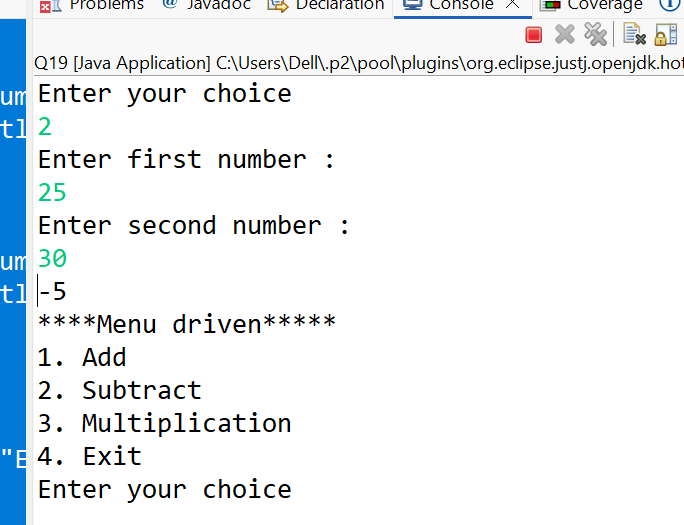 Problems @ Javadoc Declaration Console Coverage
Q19 [Java Application] C:\Users\Dell\.p2\pool\plugins\org.eclipse.justj.openjdk.hot
Enter your choice
2
Enter first number :
25
Enter second number :
30
-5
****Menu driven*****
1. Add
2. Subtract
3. Multiplication
4. Exit
Enter your choice
um
tl
um
tl
"E